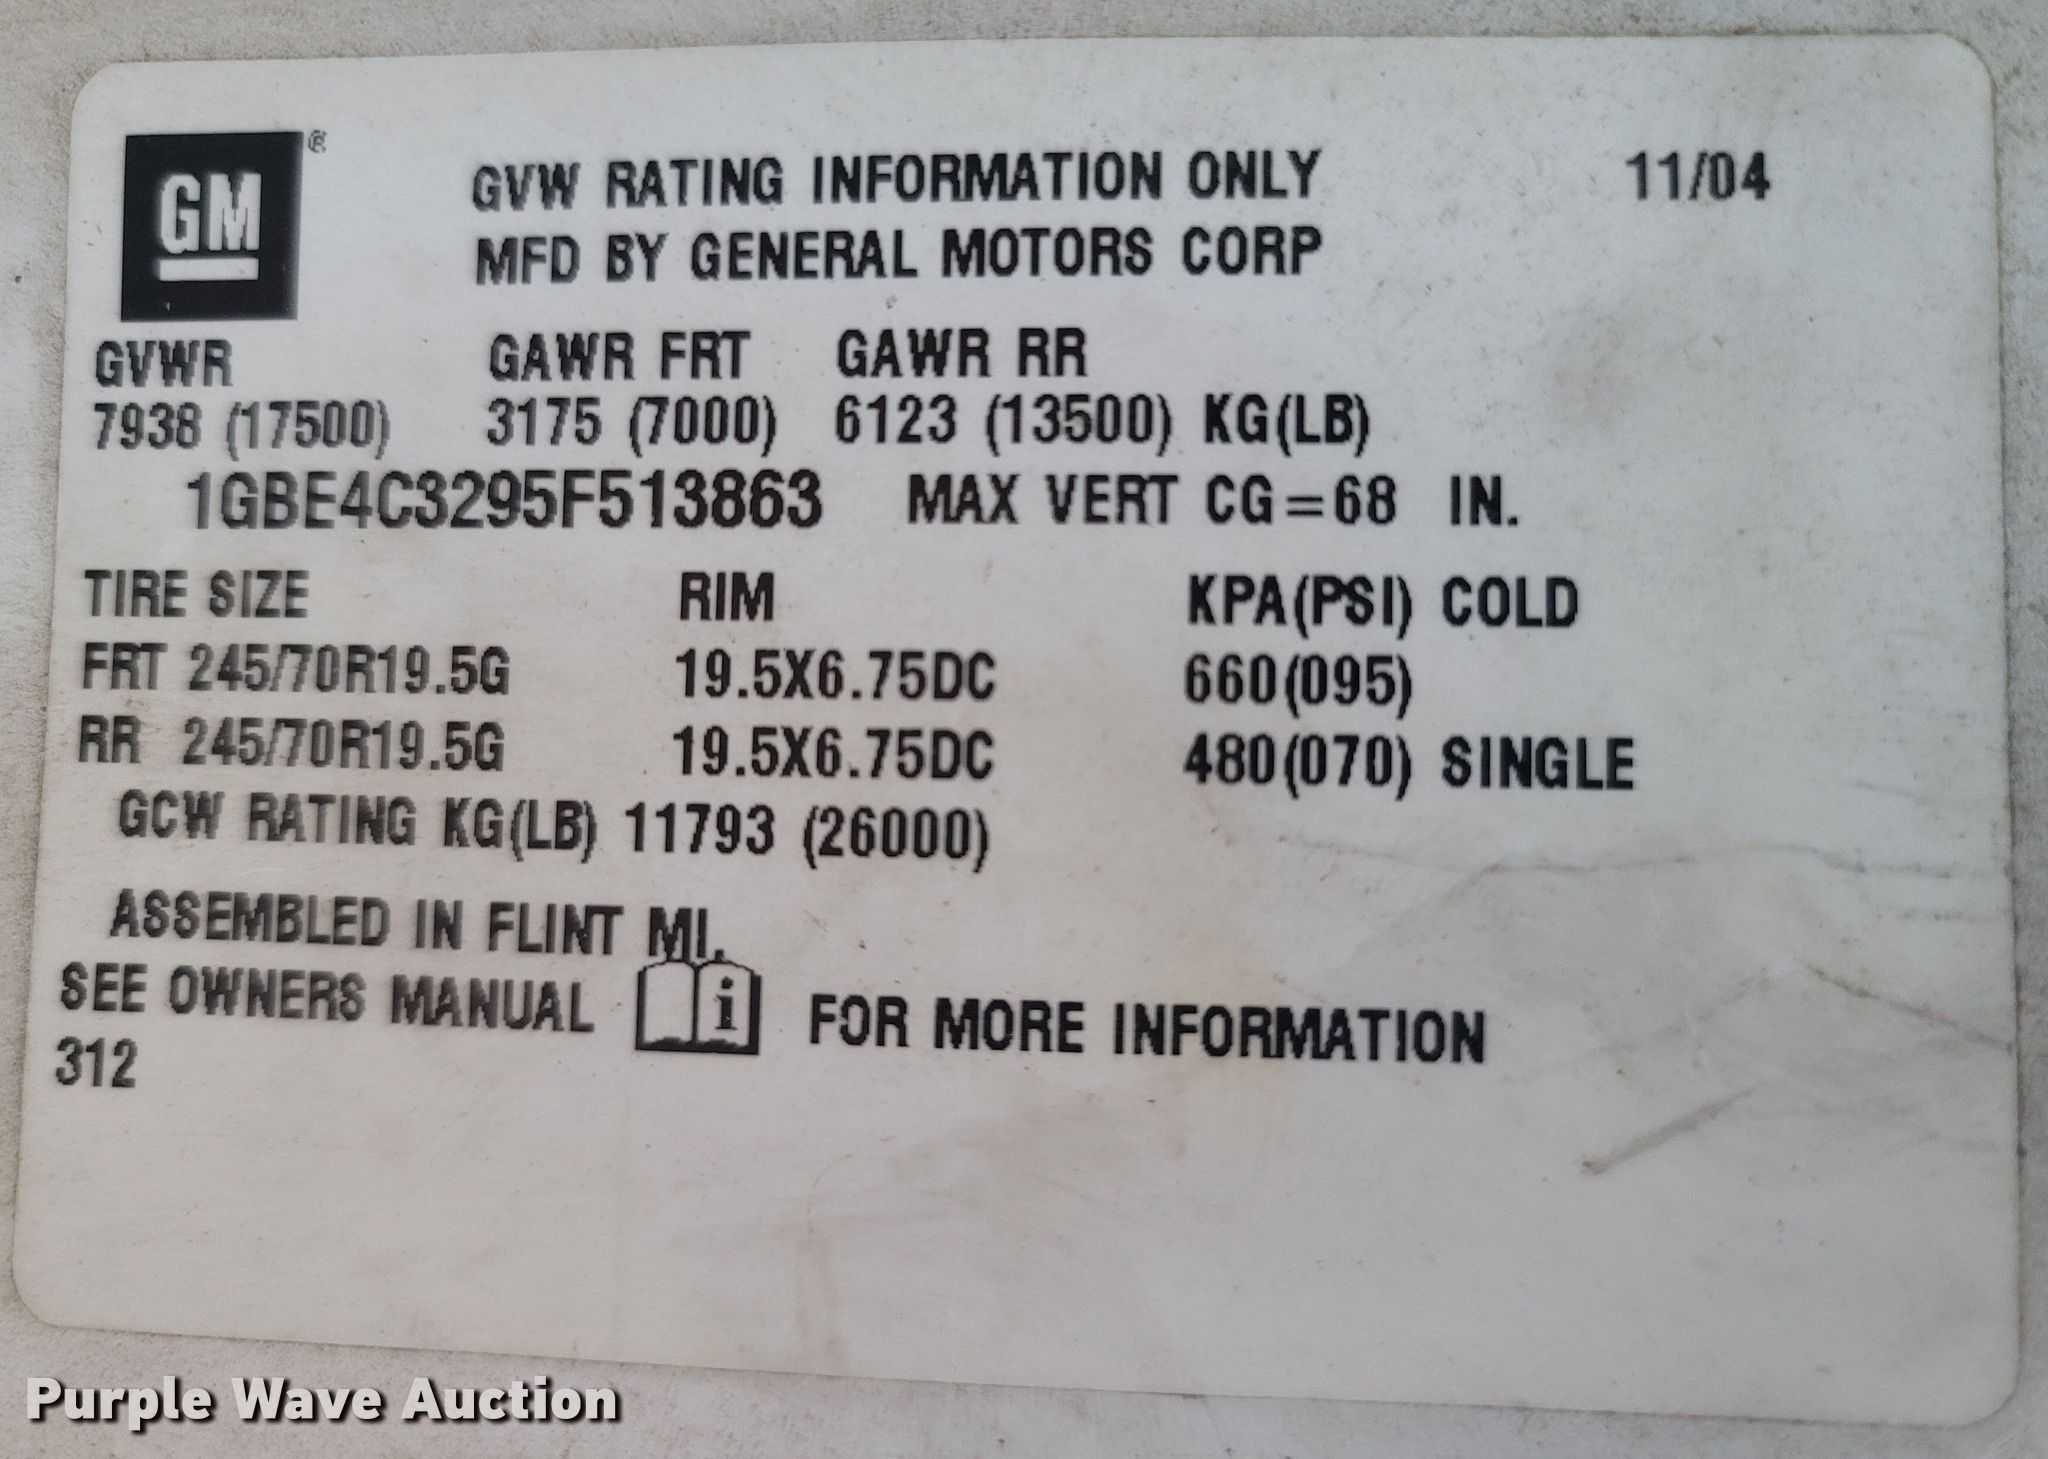 GM ®
GVW RATING INFORMATION ONLY 11/04
MFD BY GENERAL MOTORS CORP
GVWR GAWR FRT GAWR RR
7938 (17500) 3175 (7000) 6123 (13500) KG(LB)
1GBE4C3295F513863 MAX VERT CG=68 IN.
TIRE SIZE RIM KPA(PSI) COLD
FRT 245/70R19.5G 19.5X6.75DC 660(095)
RR 245/70R19.5G 19.5X6.75DC 480(070) SINGLE
GCW RATING KG(LB) 11793 (26000)
ASSEMBLED IN FLINT MI.
SEE OWNERS MANUAL i FOR MORE INFORMATION
312
Purple Wave Auction